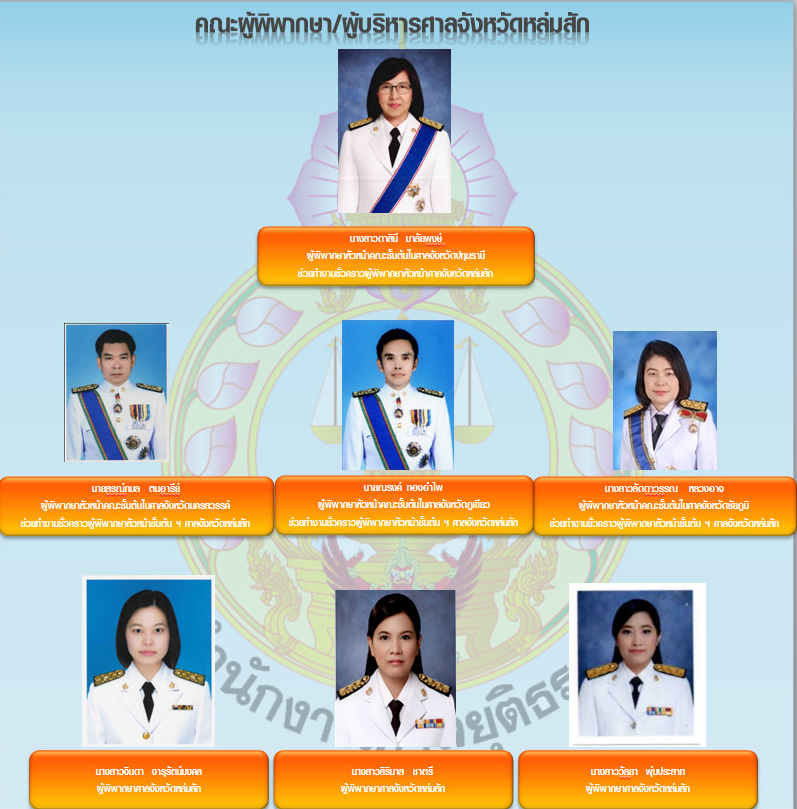 คณะผู้พิพากษา/ผู้บริหารศาลจังหวัดหล่มสัก
นางสาวดาลินี มาลัยพงษ์
ผู้พิพากษาหัวหน้าคณะชั้นต้นในศาลจังหวัดปทุมธานี
ช่วยทำงานชั่วคราวผู้พิพากษาหัวหน้าศาลจังหวัดหล่มสัก
นายสรณ์กมล ตนอารีย์
ผู้พิพากษาหัวหน้าคณะชั้นต้นในศาลจังหวัดนครสวรรค์
ช่วยทำงานชั่วคราวผู้พิพากษาหัวหน้าชั้นต้น ฯ ศาลจังหวัดหล่มสัก
นายณรงค์ ทองอำไพ
ผู้พิพากษาหัวหน้าคณะชั้นต้นในศาลจังหวัดภูเขียว
ช่วยทำงานชั่วคราวผู้พิพากษาหัวหน้าชั้นต้น ฯ ศาลจังหวัดหล่มสัก
นางสาวลัดดาวรรณ หลวงอาจ
ผู้พิพากษาหัวหน้าคณะชั้นต้นในศาลจังหวัดชัยภูมิ
ช่วยทำงานชั่วคราวผู้พิพากษาหัวหน้าชั้นต้น ฯ ศาลจังหวัดหล่มสัก
นางสาวจินดา จารุรัตน์มงคล
ผู้พิพากษาศาลจังหวัดหล่มสัก
นางสาวสิริมาส ชาตรี
ผู้พิพากษาศาลจังหวัดหล่มสัก
นางสาววัลยา พุ่มประสาท
ผู้พิพากษาศาลจังหวัดหล่มสัก